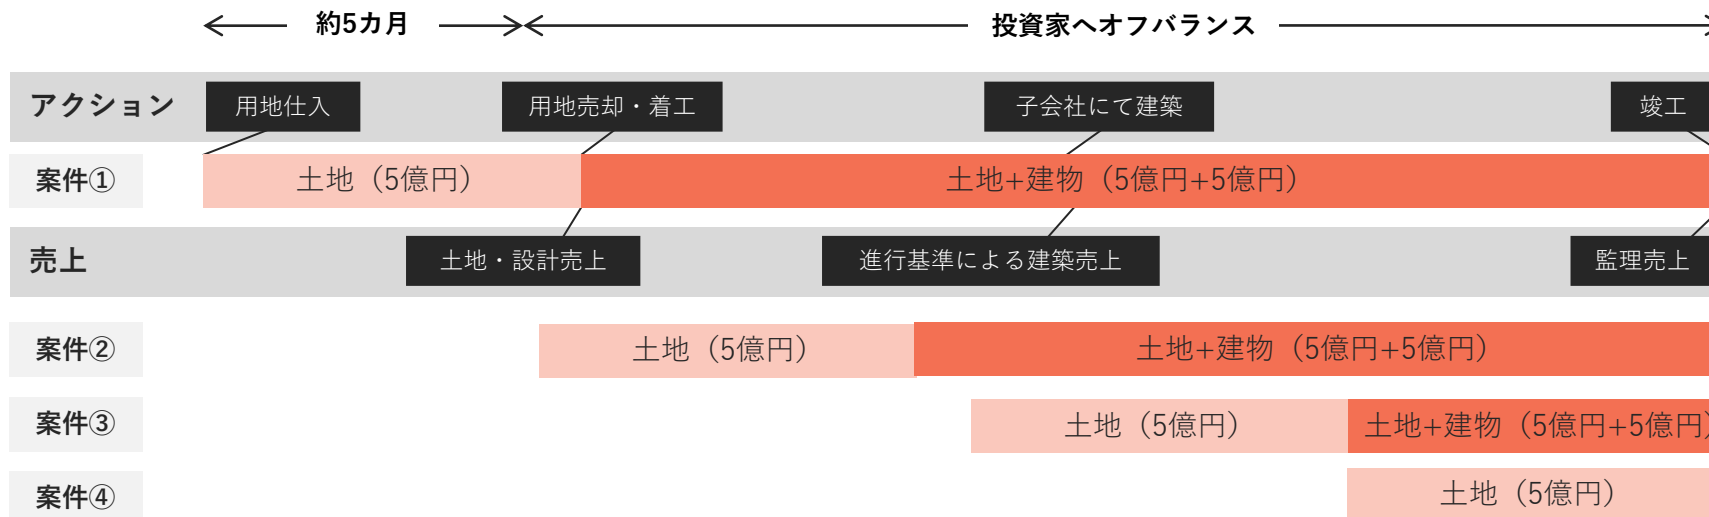 約5カ月
投資家へオフバランス
アクション
用地仕入
用地売却・着工
子会社にて建築
竣工
案件①
土地（5億円）
土地+建物（5億円+5億円）
売上
土地・設計売上
進行基準による建築売上
監理売上
案件②
土地（5億円）
土地+建物（5億円+5億円）
案件③
土地（5億円）
土地+建物（5億円+5億円）
案件④
土地（5億円）